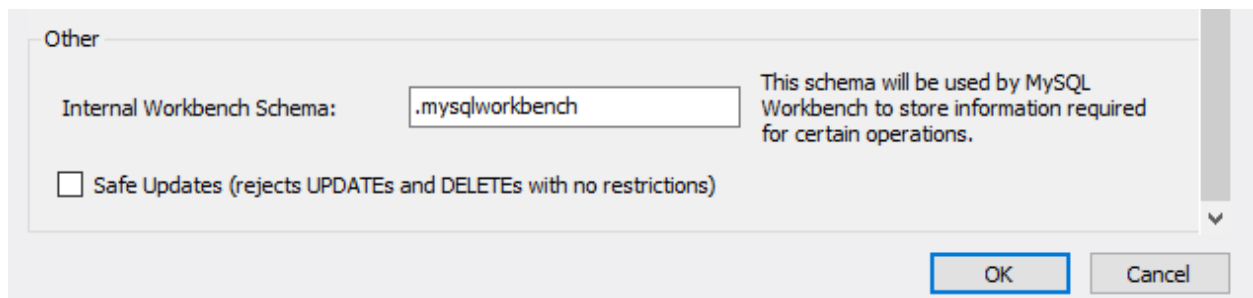 Other
Internal Workbench Schema:
.mysqlworkbench
This schema will be used by MySQL
Workbench to store information required
for certain operations.
Safe Updates (rejects UPDATEs and DELETEs with no restrictions)
OK
Cancel